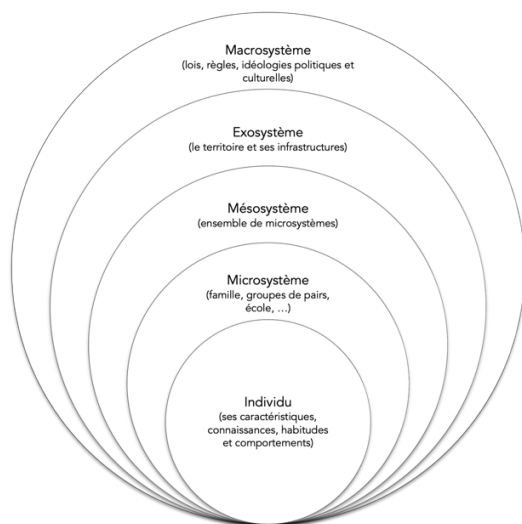 Macrosystème
(lois, règles, idéologies politiques et
culturelles)
Exosystème
(le territoire et ses infrastructures)
Mésosystème
(ensemble de microsystèmes)
Microsystème
(famille, groupes de pairs,
école, ...)
Individu
(ses caractéristiques,
connaissances, habitudes
et comportements)